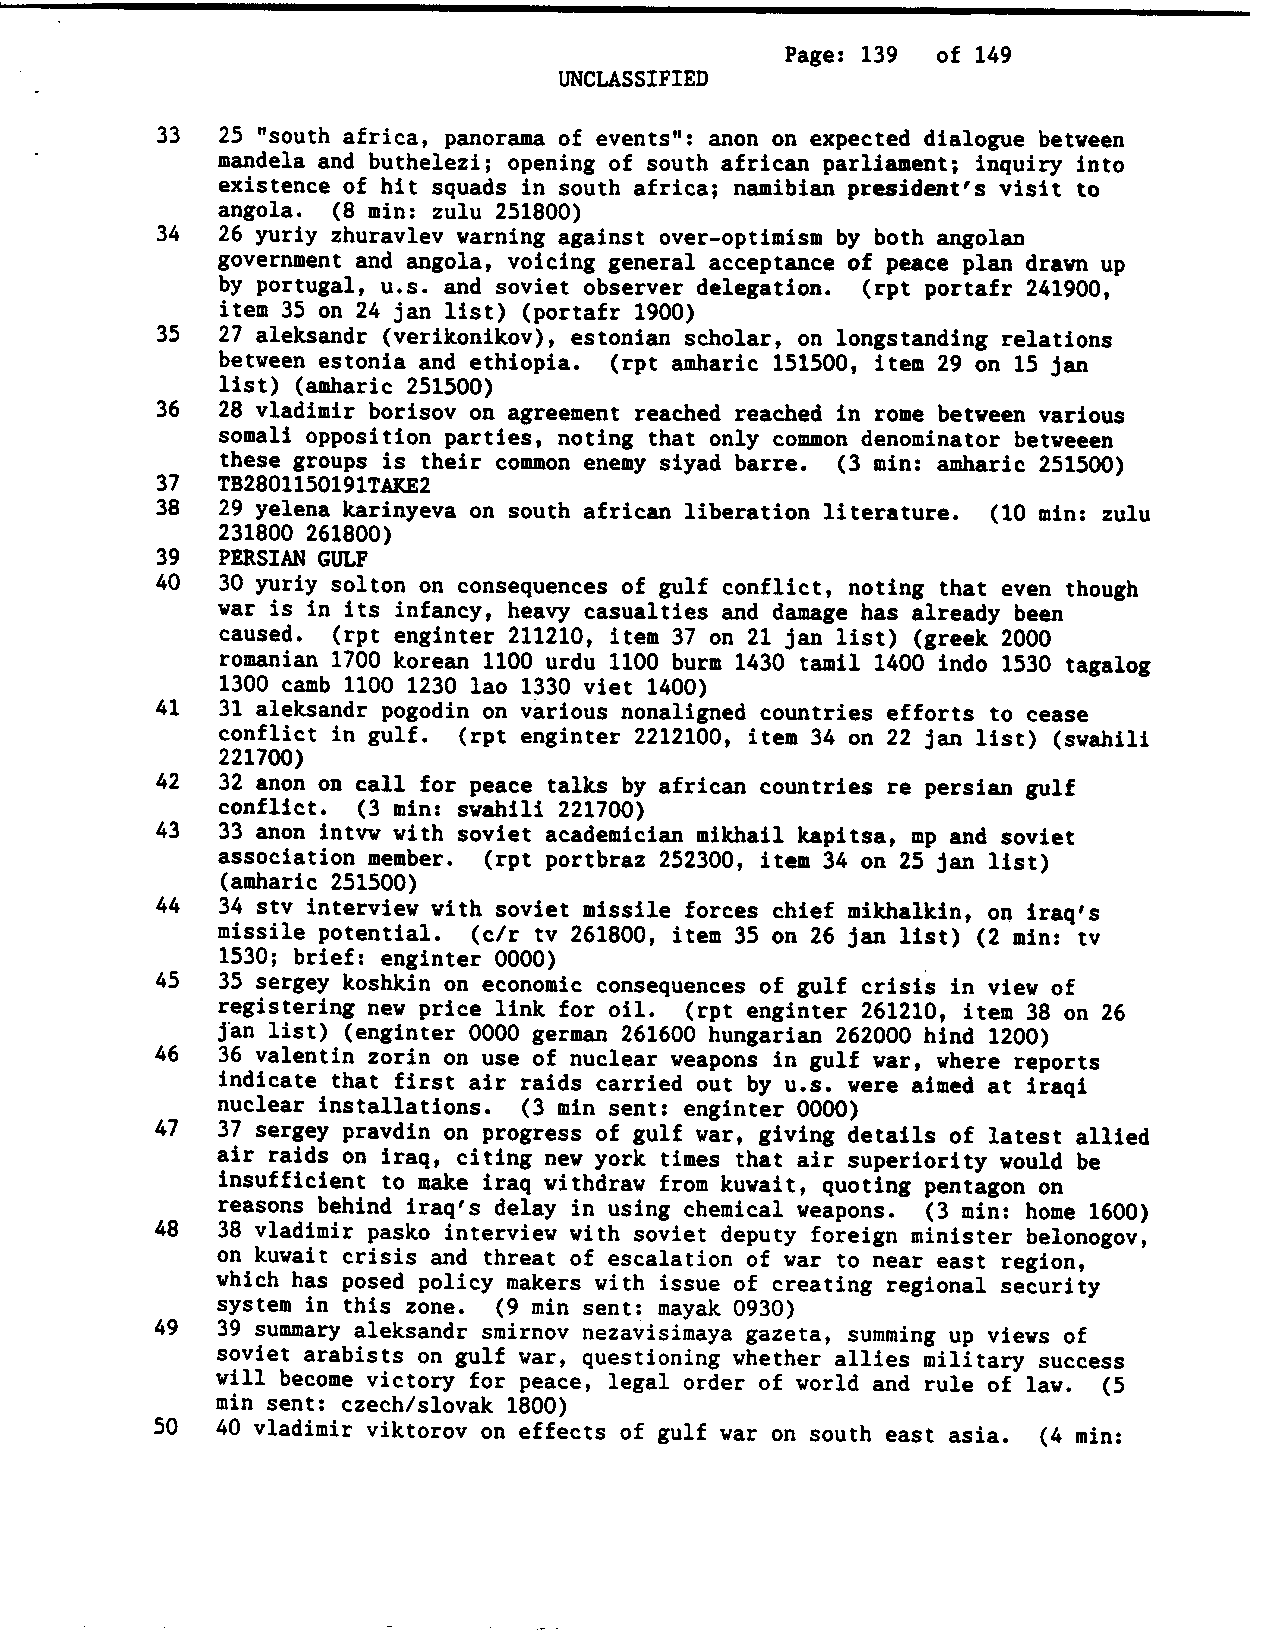 Page: 139 of 149
UNCLASSIFIED
33 25 "south africa, panorama of events": anon on expected dialogue between
mandela and buthelezi; opening of south african parliament; inquiry into
existence of hit squads in south africa; namibian president's visit to
angola. (8 min: zulu 251800)
34 26 yuriy zhuravlev warning against over-optimism by both angolan
government and angola, voicing general acceptance of peace plan drawn up
by portugal, u.s. and soviet observer delegation. (rpt portafr 241900,
item 35 on 24 jan list) (portafr 1900)
35 27 aleksandr (verikonikov), estonian scholar, on longstanding relations
between estonia and ethiopia. (rpt amharic 151500, item 29 on 15 jan
list) (amharic 251500)
36 28 vladimir borisov on agreement reached reached in rome between various
somali opposition parties, noting that only common denominator betweeen
these groups is their common enemy siyad barre. (3 min: amharic 251500)
37 TB2801150191TAKE2
38 29 yelena karinyeva on south african liberation literature. (10 min: zulu
231800 261800)
39 PERSIAN GULF
40 30 yuriy solton on consequences of gulf conflict, noting that even though
war is in its infancy, heavy casualties and damage has already been
caused. (rpt enginter 211210, item 37 on 21 jan list) (greek 2000
romanian 1700 korean 1100 urdu 1100 burm 1430 tamil 1400 indo 1530 tagalog
1300 camb 1100 1230 lao 1330 viet 1400)
41 31 aleksandr pogodin on various nonaligned countries efforts to cease
conflict in gulf. (rpt enginter 2212100, item 34 on 22 jan list) (swahili
221700)
42 32 anon on call for peace talks by african countries re persian gulf
conflict. (3 min: swahili 221700)
43 33 anon intvw with soviet academician mikhail kapitsa, mp and soviet
association member. (rpt portbraz 252300, item 34 on 25 jan list)
(amharic 251500)
44 34 stv interview with soviet missile forces chief mikhalkin, on iraq's
missile potential. (c/r tv 261800, item 35 on 26 jan list) (2 min: tv
1530; brief: enginter 0000)
45 35 sergey koshkin on economic consequences of gulf crisis in view of
registering new price link for oil. (rpt enginter 261210, item 38 on 26
jan list) (enginter 0000 german 261600 hungarian 262000 hind 1200)
46 36 valentin zorin on use of nuclear weapons in gulf war, where reports
indicate that first air raids carried out by u.s. were aimed at iraqi
nuclear installations. (3 min sent: enginter 0000)
47 37 sergey pravdin on progress of gulf war, giving details of latest allied
air raids on iraq, citing new york times that air superiority would be
insufficient to make iraq withdraw from kuwait, quoting pentagon on
reasons behind iraq's delay in using chemical weapons. (3 min: home 1600)
48 38 vladimir pasko interview with soviet deputy foreign minister belonogov,
on kuwait crisis and threat of escalation of war to near east region,
which has posed policy makers with issue of creating regional security
system in this zone. (9 min sent: mayak 0930)
49 39 summary aleksandr smirnov nezavisimaya gazeta, summing up views of
soviet arabists on gulf war, questioning whether allies military success
will become victory for peace, legal order of world and rule of law. (5
min sent: czech/slovak 1800)
50 40 vladimir viktorov on effects of gulf war on south east asia. (4 min: